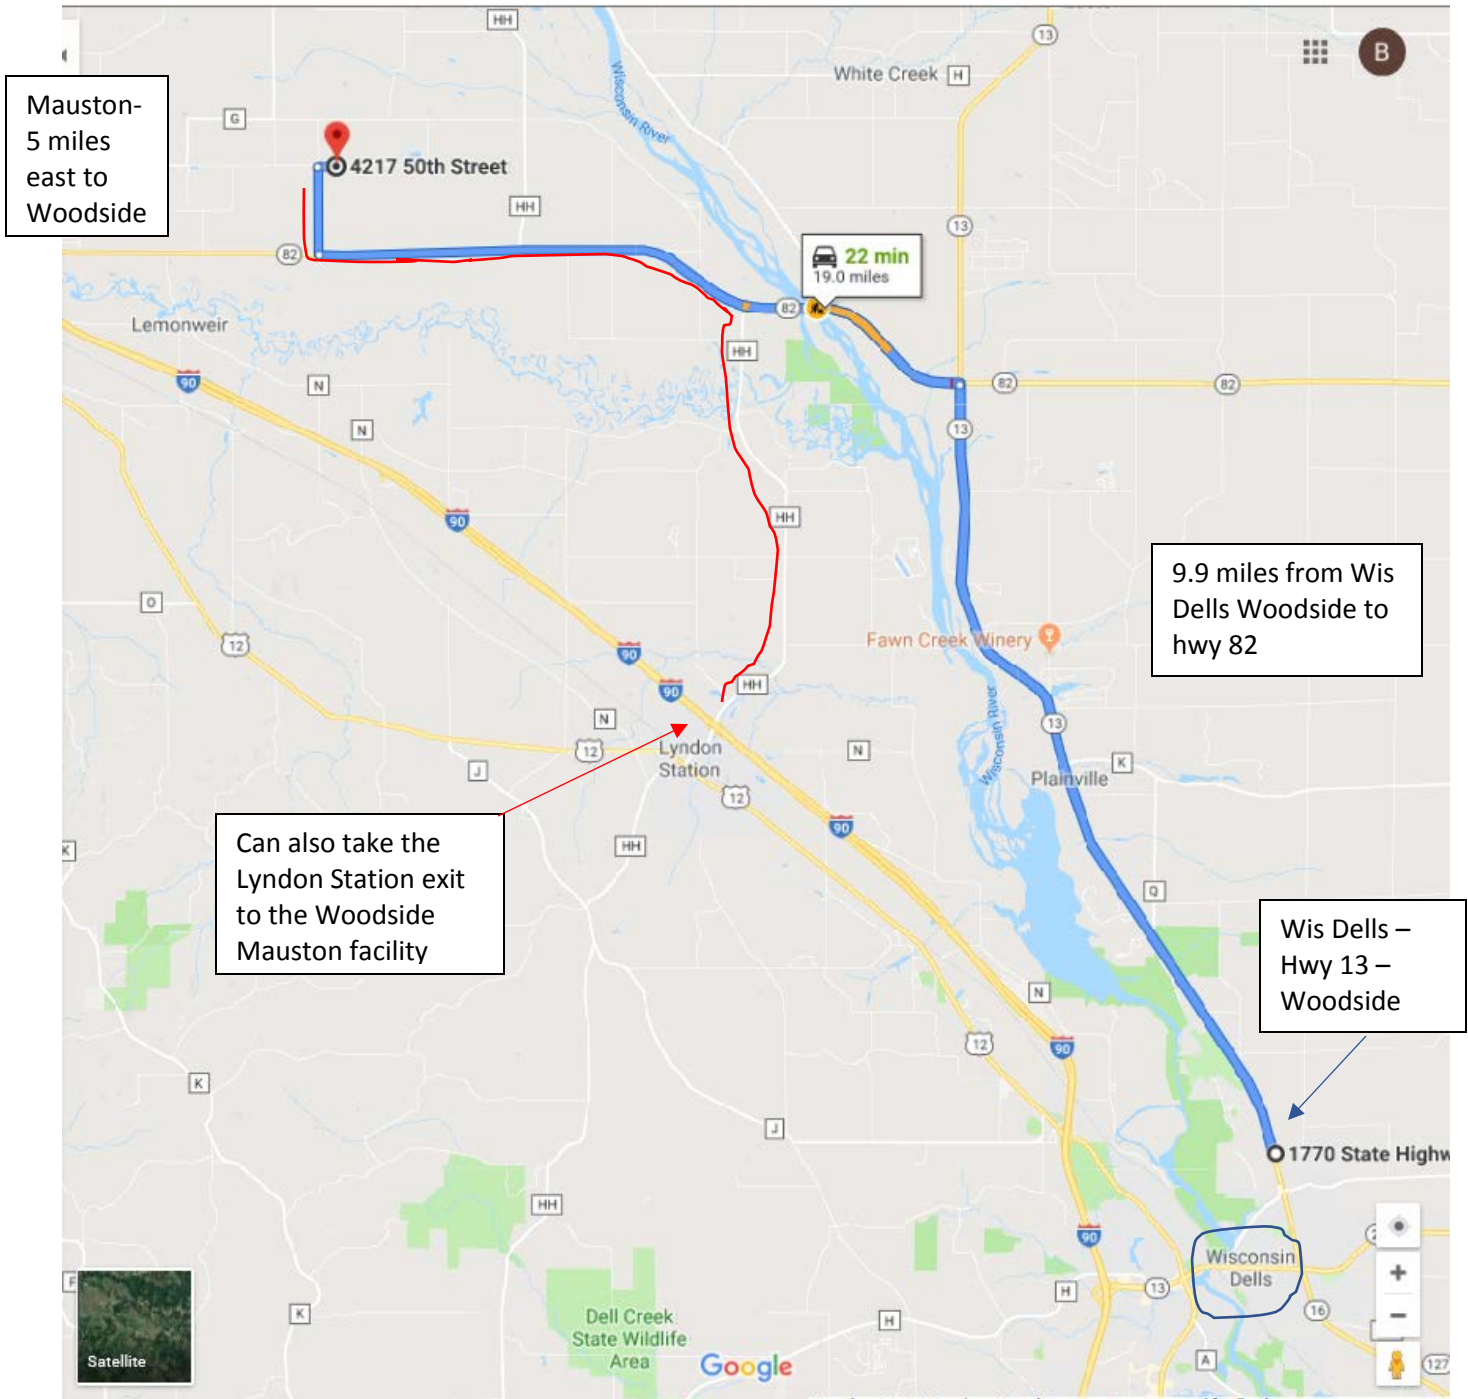 HH
13
B
White Creek H
Wisconsin River
Mauston-
5 miles
east to
Woodside
G
4217 50th Street
HH
13
82
22 min
19.0 miles
82
Lemonweir
HH
90
N
82
82
N
13
90
HH
9.9 miles from Wis
Dells Woodside to
hwy 82
O
12
Fawn Creek Winery
90
90
HH
N
Wisconsin River
13
12
Lyndon
Station
N
J
Plainville
K
12
90
Can also take the
Lyndon Station exit
to the Woodside
Mauston facility
HH
K
Q
Wis Dells –
Hwy 13 –
Woodside
N
12
90
K
J
1770 State Highw
HH
90
Wisconsin
Dells
2
+
F
K
H
13
16
−
Dell Creek
State Wildlife
Area
H
Satellite
Google
A
127